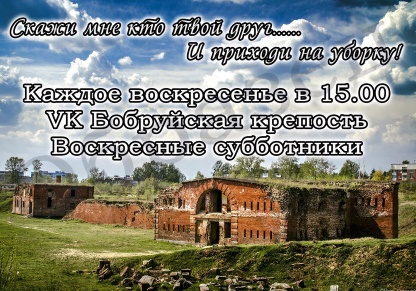 Скажи мне кто твой друг......
И приходи на уборку!
Каждое воскресенье в 15.00
VK Бобруйская крепость
Воскресные субботники